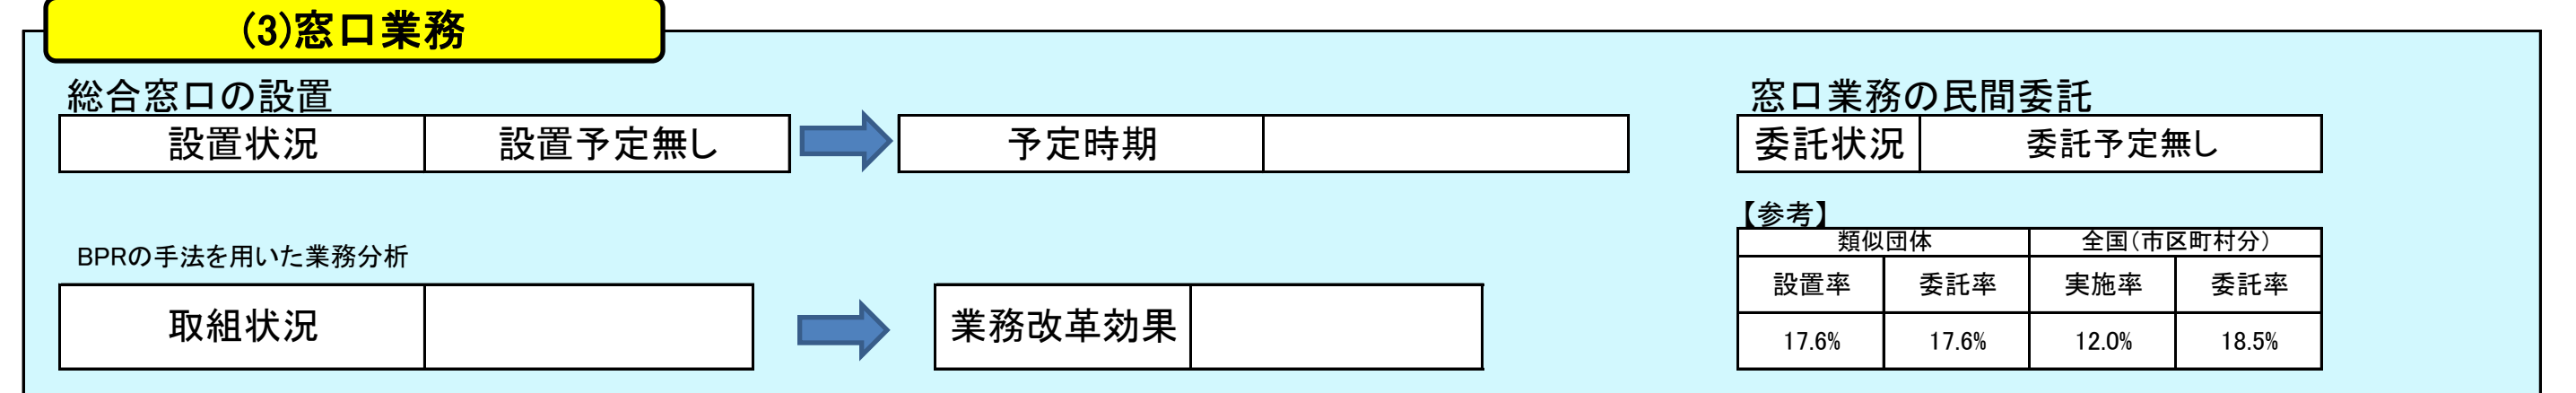 (3)窓口業務
総合窓口の設置
設置状況 設置予定無し 予定時期
窓口業務の民間委託
委託状況 委託予定無し
BPRの手法を用いた業務分析
取組状況 業務改革効果
【参考】
類似団体 全国(市区町村分)
設置率 委託率 実施率 委託率
17.6% 17.6% 12.0% 18.5%